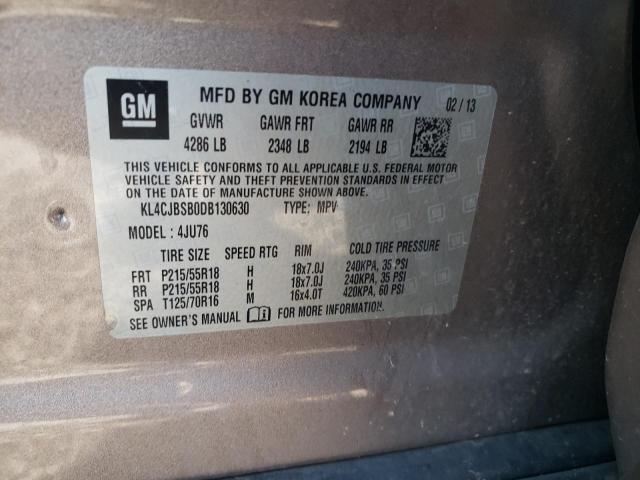 GM MFD BY GM KOREA COMPANY 02 / 13
GVWR GAWR FRT GAWR RR
4286 LB 2348 LB 2194 LB
THIS VEHICLE CONFORMS TO ALL APPLICABLE U.S. FEDERAL MOTOR
VEHICLE SAFETY AND THEFT PREVENTION STANDARDS IN EFFECT
ON THE DATE OF MANUFACTURE SHOWN ABOVE.
KL4CJBSB0DB130630 TYPE: MPV
MODEL : 4JU76
TIRE SIZE SPEED RTG RIM COLD TIRE PRESSURE
FRT P215/55R18 H 18x7.0J 240KPA, 35 PSI
RR P215/55R18 H 18x7.0J 240KPA, 35 PSI
SPA T125/70R16 M 16x4.0T 420KPA, 60 PSI
SEE OWNER'S MANUAL FOR MORE INFORMATION.